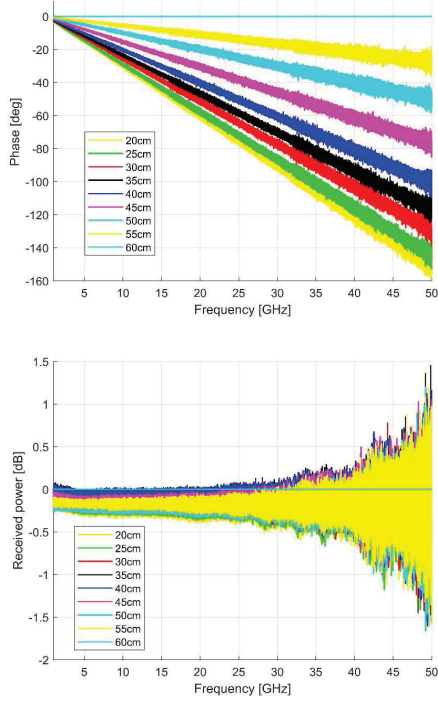 0
-20
-40
-60
-80
-100
-120
-140
-160
Phase [deg]
20cm
25cm
30cm
35cm
40cm
45cm
50cm
55cm
60cm
5 10 15 20 25 30 35 40 45 50
Frequency [GHz]
1.5
1
0.5
0
-0.5
-1
-1.5
-2
Received power [dB]
20cm
25cm
30cm
35cm
40cm
45cm
50cm
55cm
60cm
5 10 15 20 25 30 35 40 45 50
Frequency [GHz]